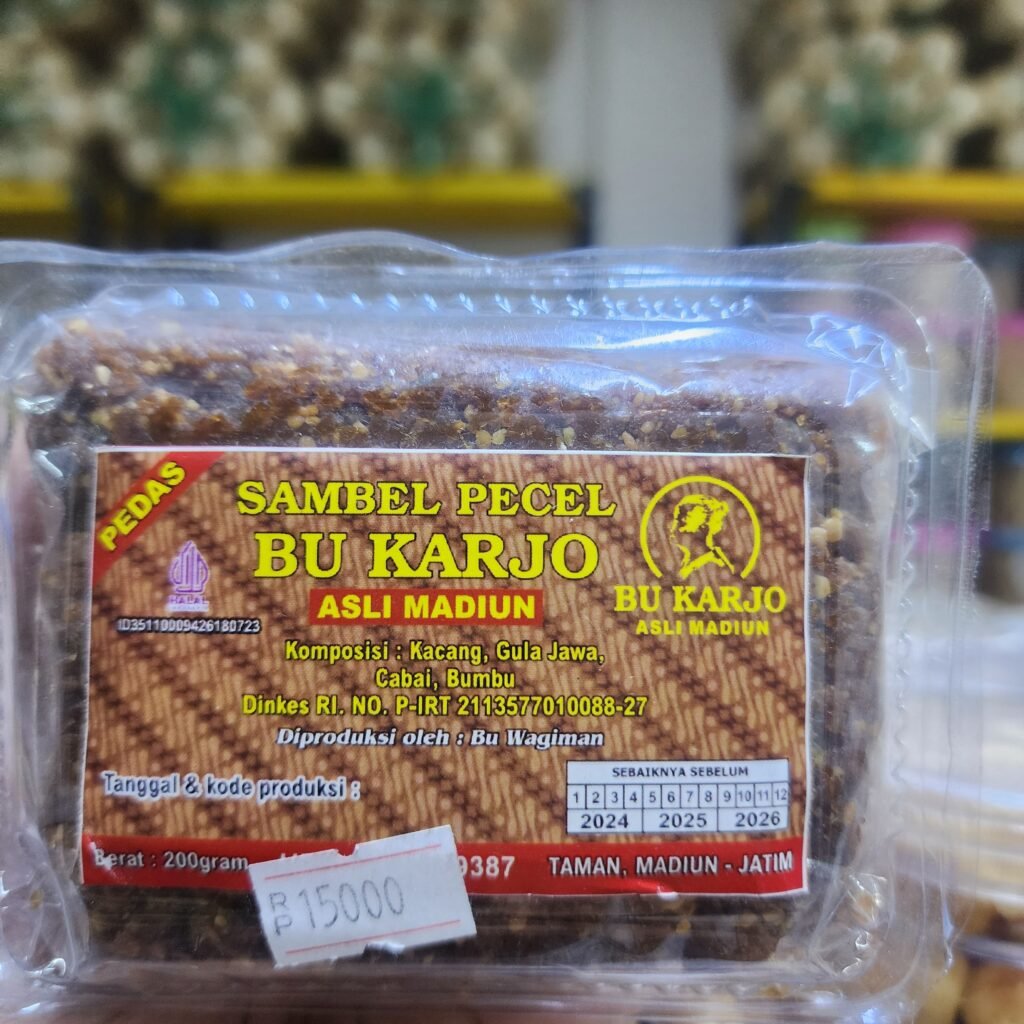 PEDAS
SAMBEL PECEL
BU KARJO
ASLI MADIUN
HALAL
ID35110009426180723
BU KARJO
ASLI MADIUN
Komposisi : Kacang, Gula Jawa,
Cabai, Bumbu
Dinkes RI. NO. P-IRT 2113577010088-27
Diproduksi oleh : Bu Wagiman
Tanggal & kode produksi :
SEBAIKNYA SEBELUM
1 2 3 4 5 6 7 8 9 10 11 12
2024 2025 2026
Berat : 200gram 9387 TAMAN, MADIUN - JATIM
RP 15000